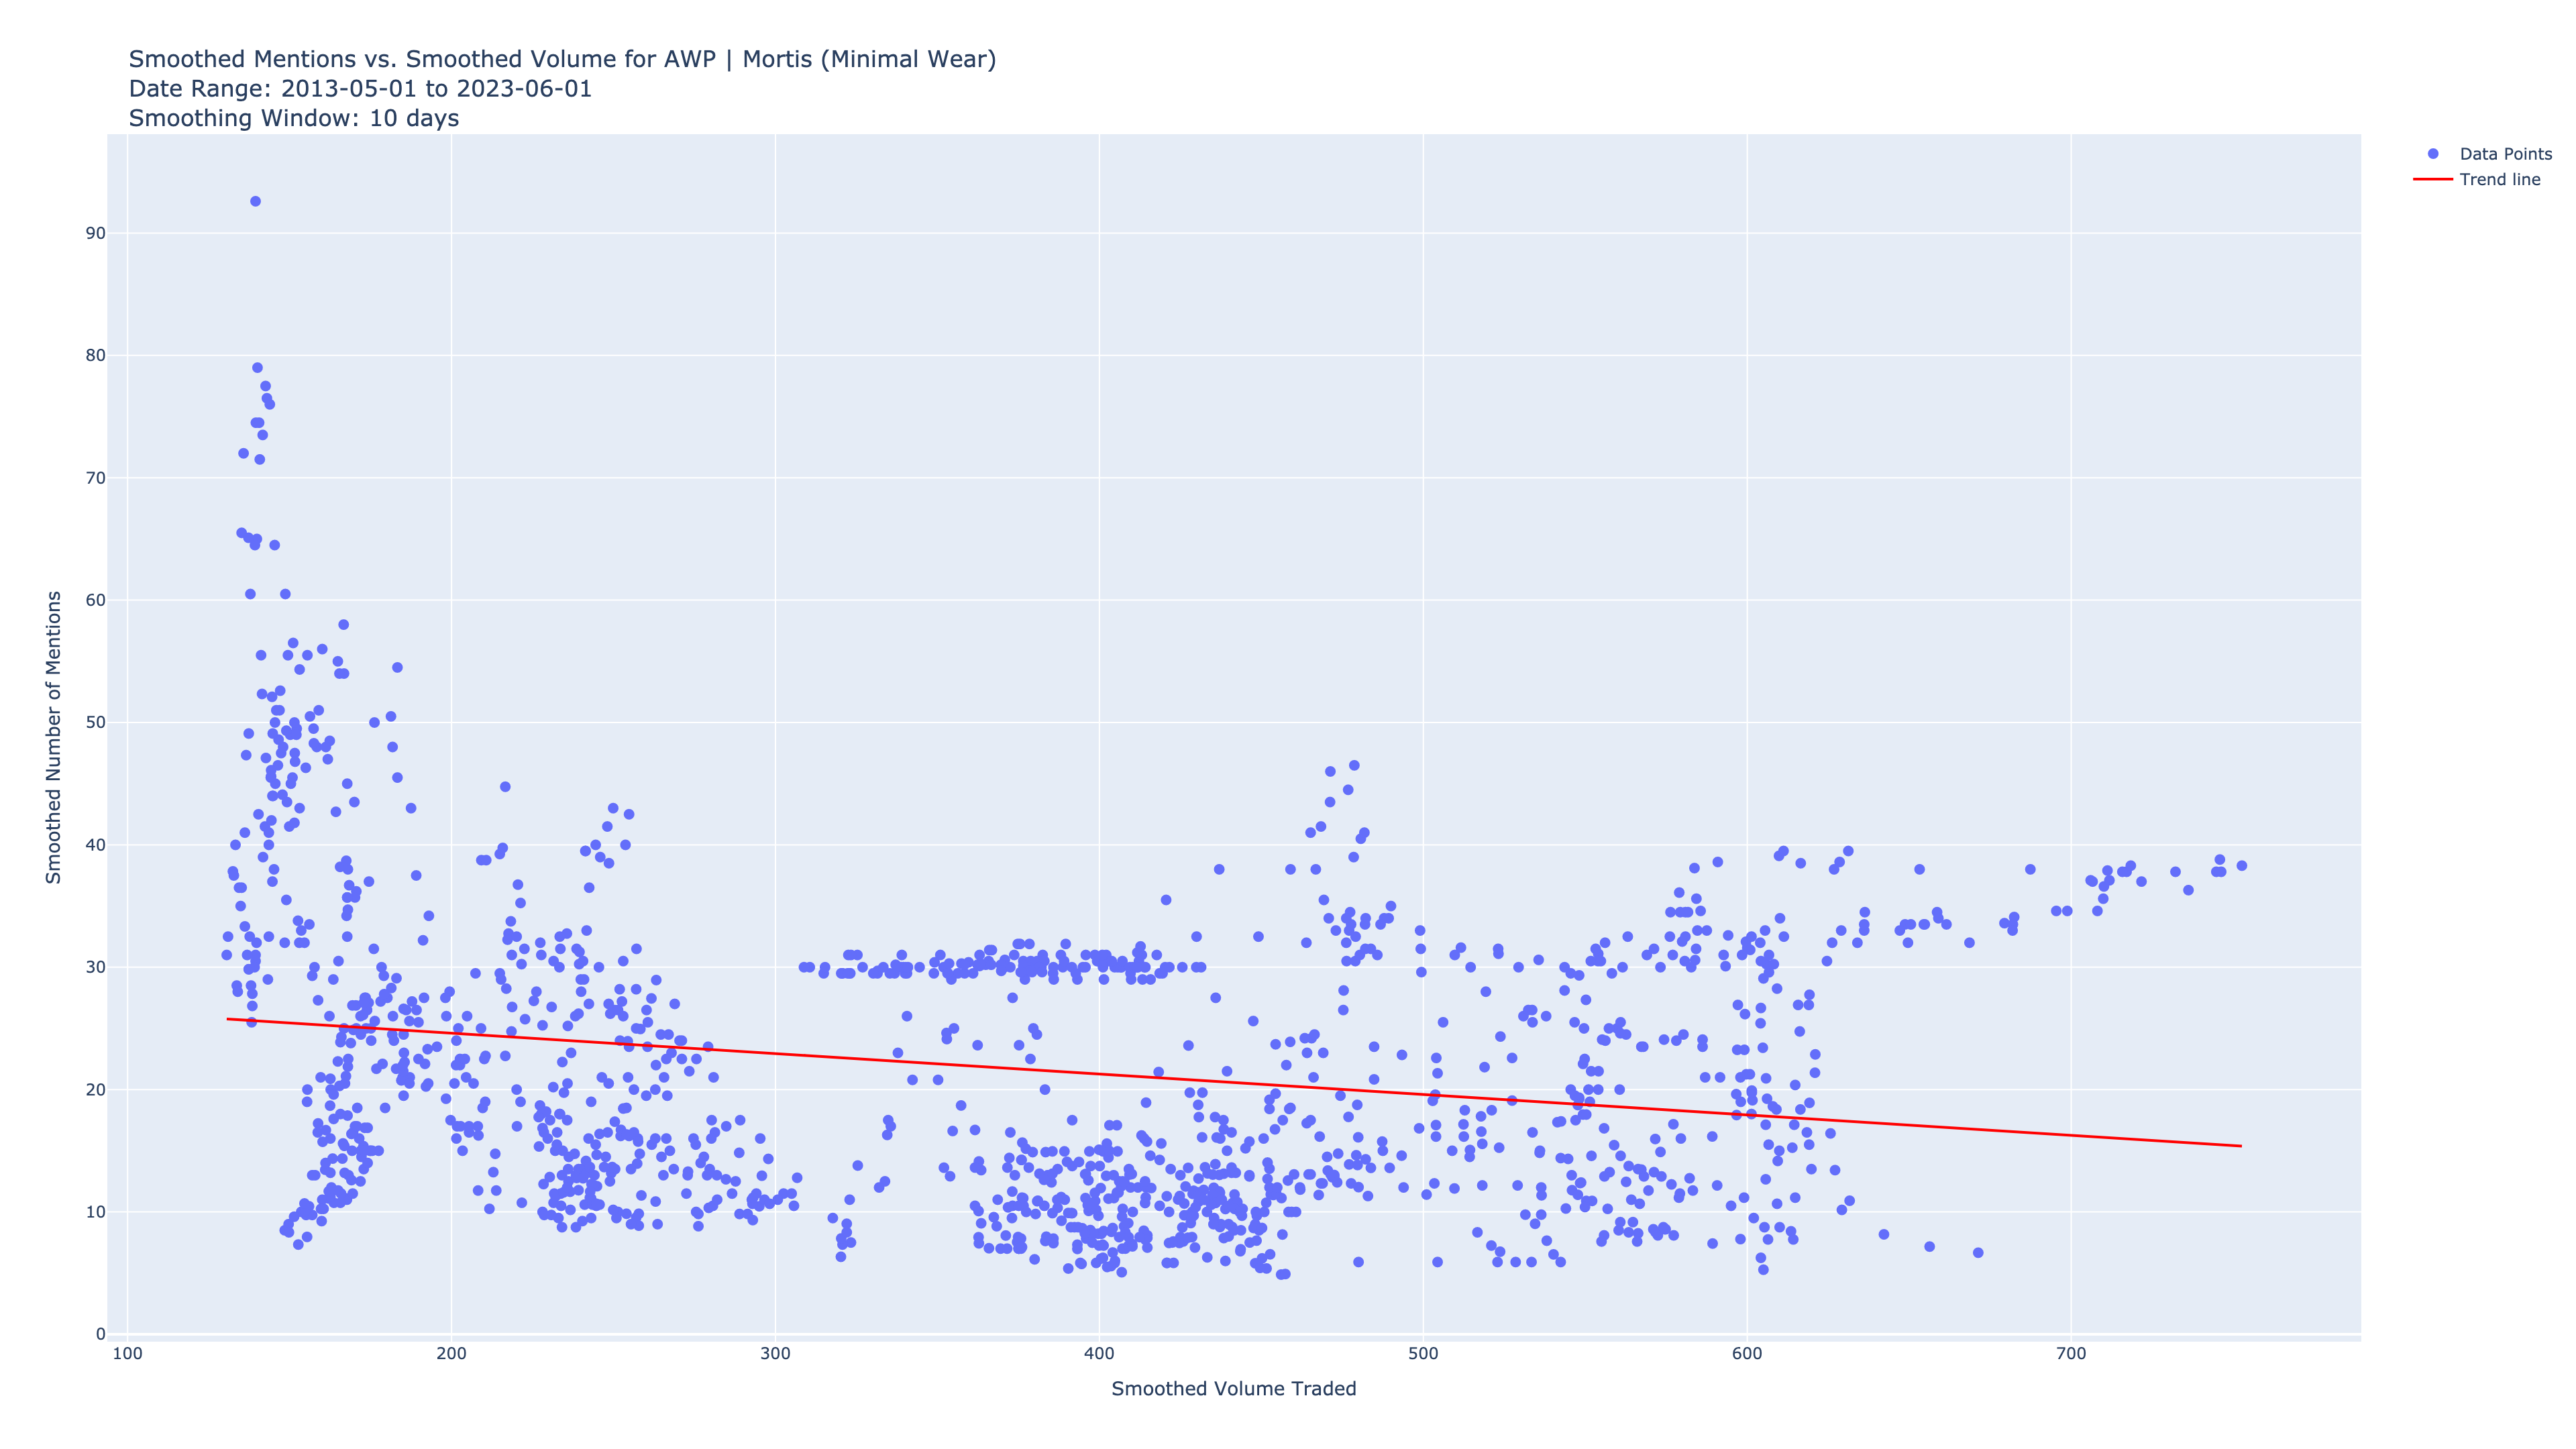 Smoothed Mentions vs. Smoothed Volume for AWP | Mortis (Minimal Wear)
Date Range: 2013-05-01 to 2023-06-01
Smoothing Window: 10 days
Data Points
Trend line
90
80
70
60
50
40
30
20
10
0
Smoothed Number of Mentions
100 200 300 400 500 600 700
Smoothed Volume Traded